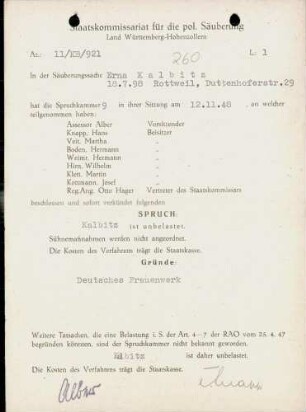 Staatskommissariat für die pol. Säuberung
Land Württemberg-Hohenzollern
Az.: 11/KB/921
260
L: 1
In der Säuberungssache Erna Kalbitz
18.7.98 Rottweil, Duttenhoferstr.29
hat die Spruchkammer 9 in ihrer Sitzung am 12.11.48, an welcher
teilgenommen haben:
Assessor Alber Vorsitzender
Knapp, Hans Beisitzer
Veit, Martha "
Boden, Hermann "
Weiner, Hermann "
Hirn, Wilhelm "
Klett, Martin "
Kottmann, Josef "
Reg.Ang. Otto Hager Vertreter des Staatskommissars
beschlossen und sofort verkündet folgenden
SPRUCH:
Kalbitz
ist unbelastet.
Sühnemaßnahmen werden nicht angeordnet.
Die Kosten des Verfahrens trägt die Staatskasse.
Gründe:
Deutsches Frauenwerk
Weitere Tatsachen, die eine Belastung i. S. der Art. 4–7 der RAO vom 25. 4. 47
begründen könnten, sind der Spruchkammer nicht bekannt geworden.
Kalbitz ist daher unbelastet.
Die Kosten des Verfahrens trägt die Staatskasse.
Alber